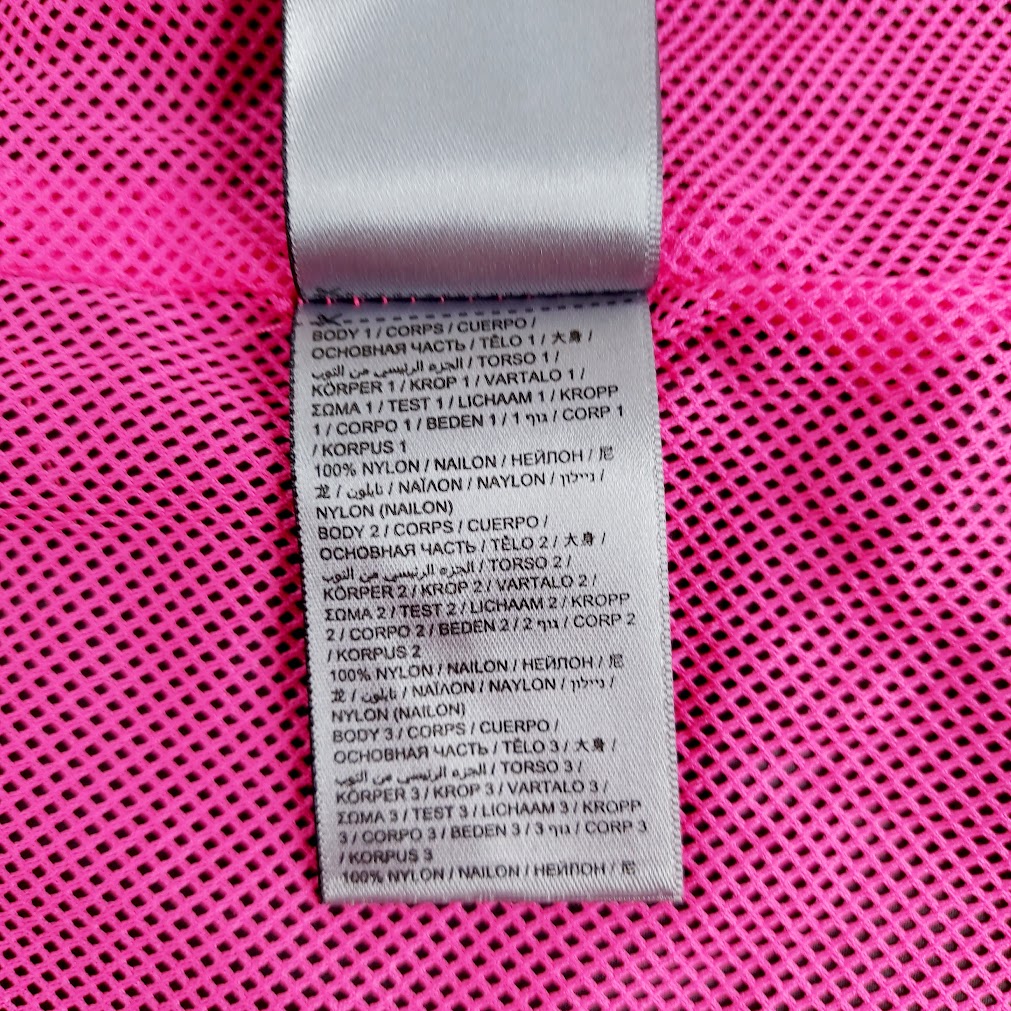 BODY 1 / CORPS / CUERPO /
ОСНОВНАЯ ЧАСТЬ / TĚLO 1 / 大身 /
الجزء الرئيسي من الثوب / TORSO 1 /
KÖRPER 1 / KROP 1 / VARTALO 1 /
ΣΩΜΑ 1 / TEST 1 / LICHAAM 1 / KROPP
1 / CORPO 1 / BEDEN 1 / 1 גוף / CORP 1
/ KORPUS 1
100% NYLON / NAILON / НЕЙЛОН / 尼
龙 / نايلون / ΝΑΪΛΟΝ / NAYLON / ניילון /
NYLON (NAILON)
BODY 2 / CORPS / CUERPO /
ОСНОВНАЯ ЧАСТЬ / TĚLO 2 / 大身 /
الجزء الرئيسي من الثوب / TORSO 2 /
KÖRPER 2 / KROP 2 / VARTALO 2 /
ΣΩΜΑ 2 / TEST 2 / LICHAAM 2 / KROPP
2 / CORPO 2 / BEDEN 2 / 2 גוף / CORP 2
/ KORPUS 2
100% NYLON / NAILON / НЕЙЛОН / 尼
龙 / نايلون / ΝΑΪΛΟΝ / NAYLON / ניילון /
NYLON (NAILON)
BODY 3 / CORPS / CUERPO /
ОСНОВНАЯ ЧАСТЬ / TĚLO 3 / 大身 /
الجزء الرئيسي من الثوب / TORSO 3 /
KÖRPER 3 / KROP 3 / VARTALO 3 /
ΣΩΜΑ 3 / TEST 3 / LICHAAM 3 / KROPP
3 / CORPO 3 / BEDEN 3 / 3 גוף / CORP 3
/ KORPUS 3
100% NYLON / NAILON / НЕЙЛОН / 尼